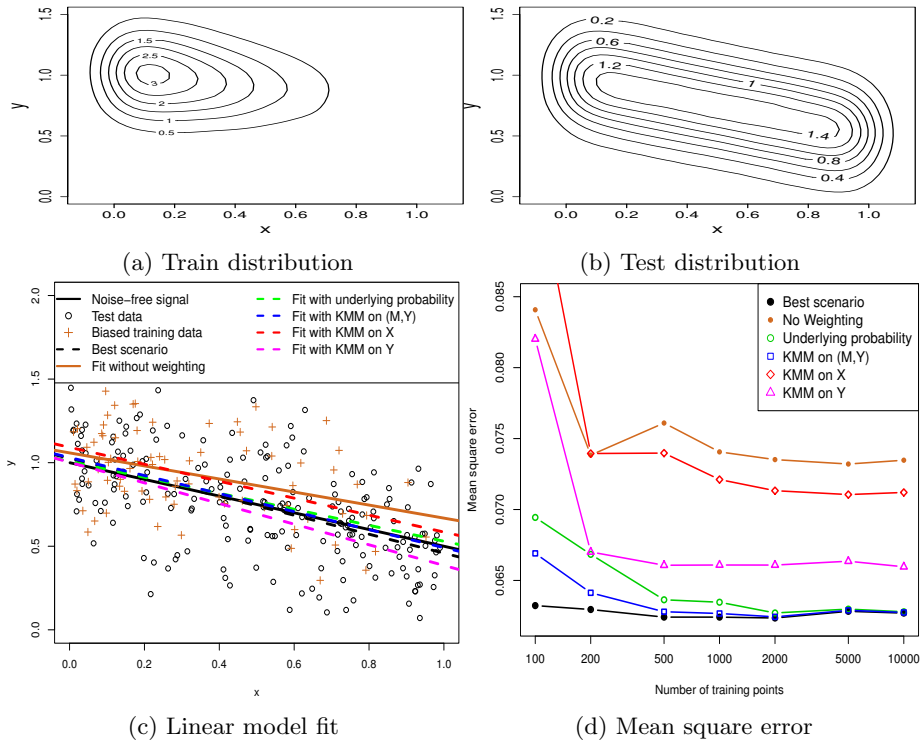 1.5
1.0
0.5
0.0
y
1.5
2.5
3
2
1
0.5
0.0 0.2 0.4 0.6 0.8 1.0
x
(a) Train distribution
1.5
1.0
0.5
0.0
y
0.2
0.6
1.2
1
1.4
0.8
0.4
0.0 0.2 0.4 0.6 0.8 1.0
x
(b) Test distribution
2.0
1.5
1.0
0.5
0.0
y
Noise-free signal
Test data
Biased training data
Best scenario
Fit without weighting
Fit with underlying probability
Fit with KMM on (M,Y)
Fit with KMM on X
Fit with KMM on Y
0.0 0.2 0.4 0.6 0.8 1.0
x
(c) Linear model fit
0.085
0.080
0.075
0.070
0.065
Mean square error
Best scenario
No Weighting
Underlying probability
KMM on (M,Y)
KMM on X
KMM on Y
100 200 500 1000 2000 5000 10000
Number of training points
(d) Mean square error